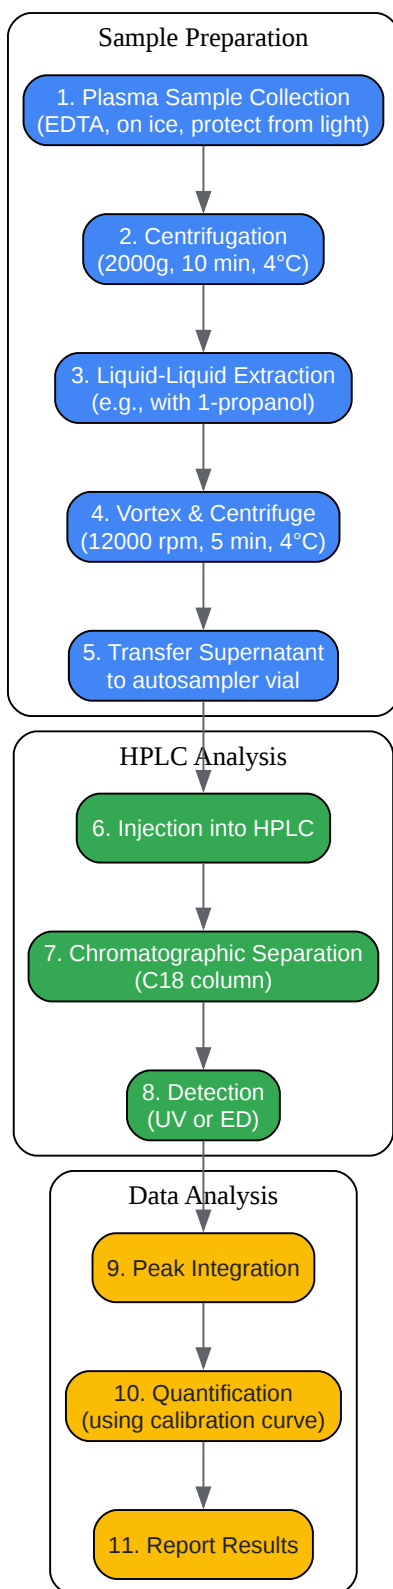 Sample Preparation
1. Plasma Sample Collection
(EDTA, on ice, protect from light)
2. Centrifugation
(2000g, 10 min, 4°C)
3. Liquid-Liquid Extraction
(e.g., with 1-propanol)
4. Vortex & Centrifuge
(12000 rpm, 5 min, 4°C)
5. Transfer Supernatant
to autosampler vial
HPLC Analysis
6. Injection into HPLC
7. Chromatographic Separation
(C18 column)
8. Detection
(UV or ED)
Data Analysis
9. Peak Integration
10. Quantification
(using calibration curve)
11. Report Results